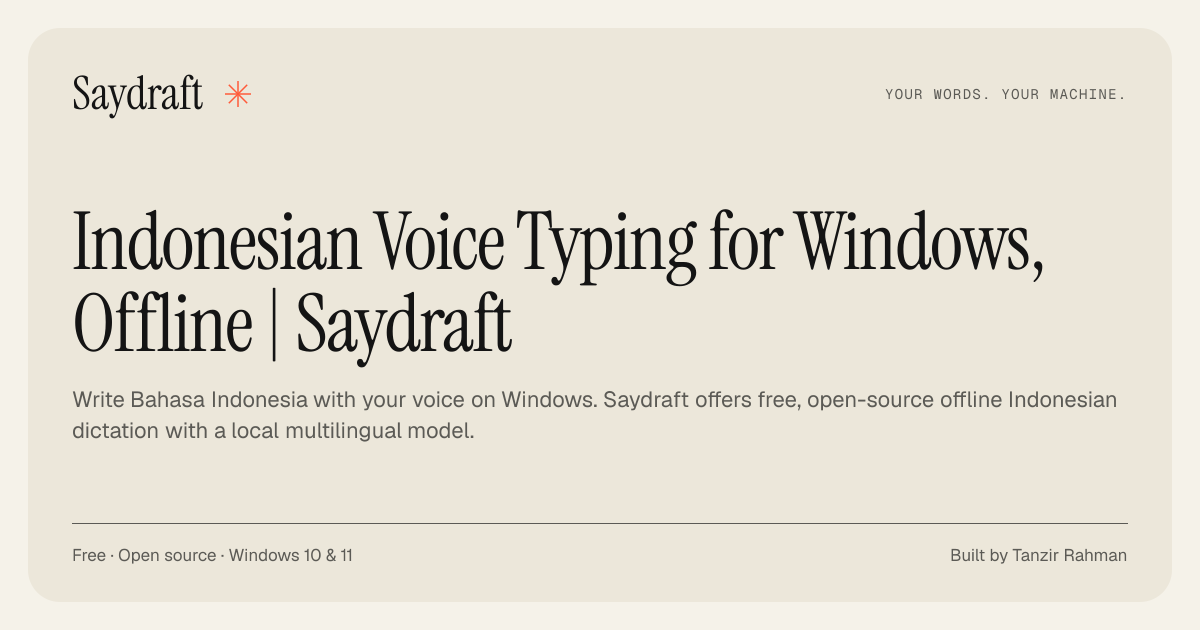 Saydraft
YOUR WORDS. YOUR MACHINE.
Indonesian Voice Typing for Windows,
Offline | Saydraft
Write Bahasa Indonesia with your voice on Windows. Saydraft offers free, open-source offline Indonesian
dictation with a local multilingual model.
Free · Open source · Windows 10 & 11
Built by Tanzir Rahman